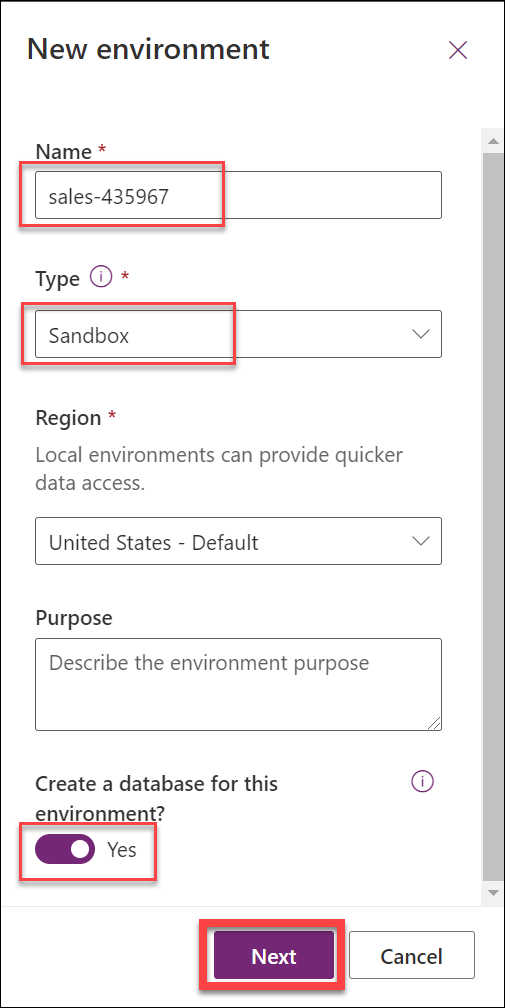 New environment
Name *
sales-435967
Type *
Sandbox
Region *
Local environments can provide quicker
data access.
United States - Default
Purpose
Describe the environment purpose
Create a database for this
environment?
Yes
Next
Cancel